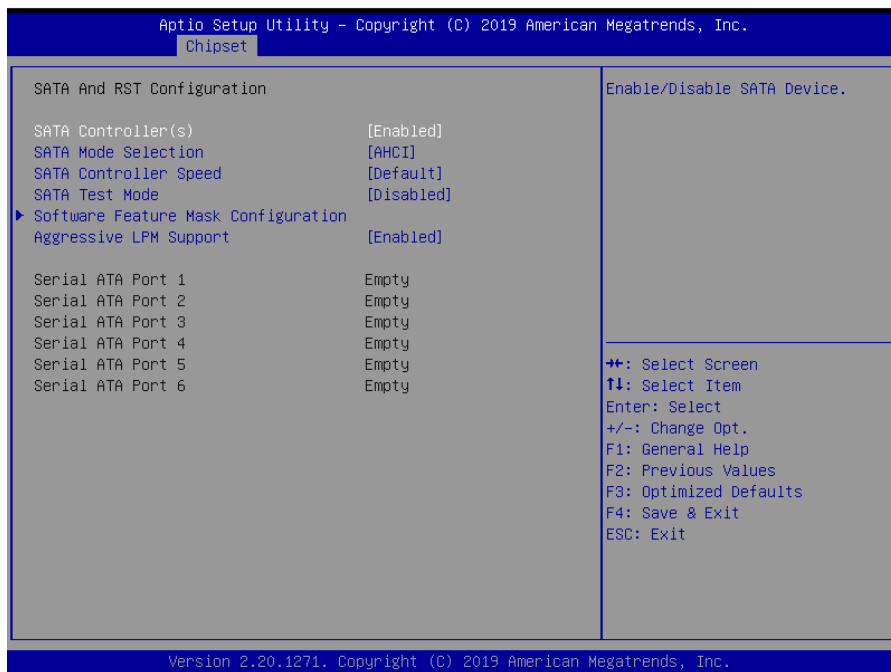 Aptio Setup Utility – Copyright (C) 2019 American Megatrends, Inc.
Chipset
SATA And RST Configuration
SATA Controller(s) [Enabled]
SATA Mode Selection [AHCI]
SATA Controller Speed [Default]
SATA Test Mode [Disabled]
Software Feature Mask Configuration
Aggressive LPM Support [Enabled]
Serial ATA Port 1 Empty
Serial ATA Port 2 Empty
Serial ATA Port 3 Empty
Serial ATA Port 4 Empty
Serial ATA Port 5 Empty
Serial ATA Port 6 Empty
Enable/Disable SATA Device.
→←: Select Screen
↑↓: Select Item
Enter: Select
+/-: Change Opt.
F1: General Help
F2: Previous Values
F3: Optimized Defaults
F4: Save & Exit
ESC: Exit
Version 2.20.1271. Copyright (C) 2019 American Megatrends, Inc.